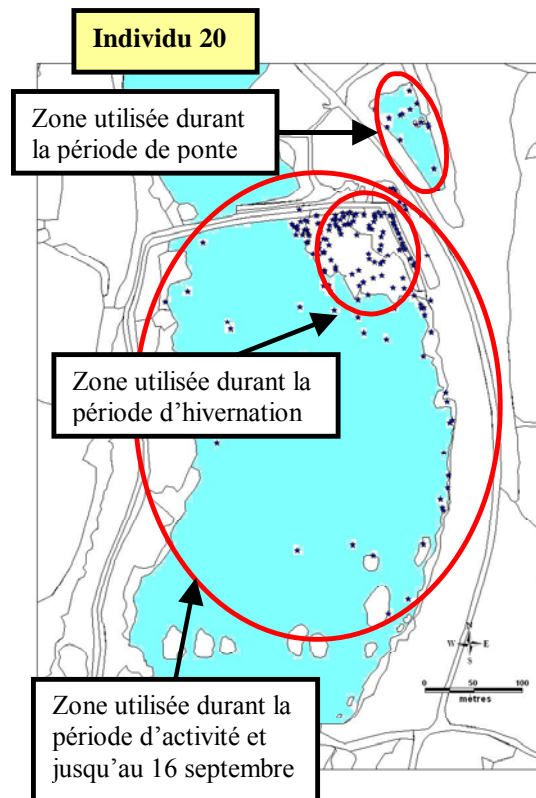 Individu 20
Zone utilisée durant
la période de ponte
Zone utilisée durant la
période d'hivernation
N
W E
S
0 50 100
mètres
Zone utilisée durant la
période d'activité et
jusqu'au 16 septembre